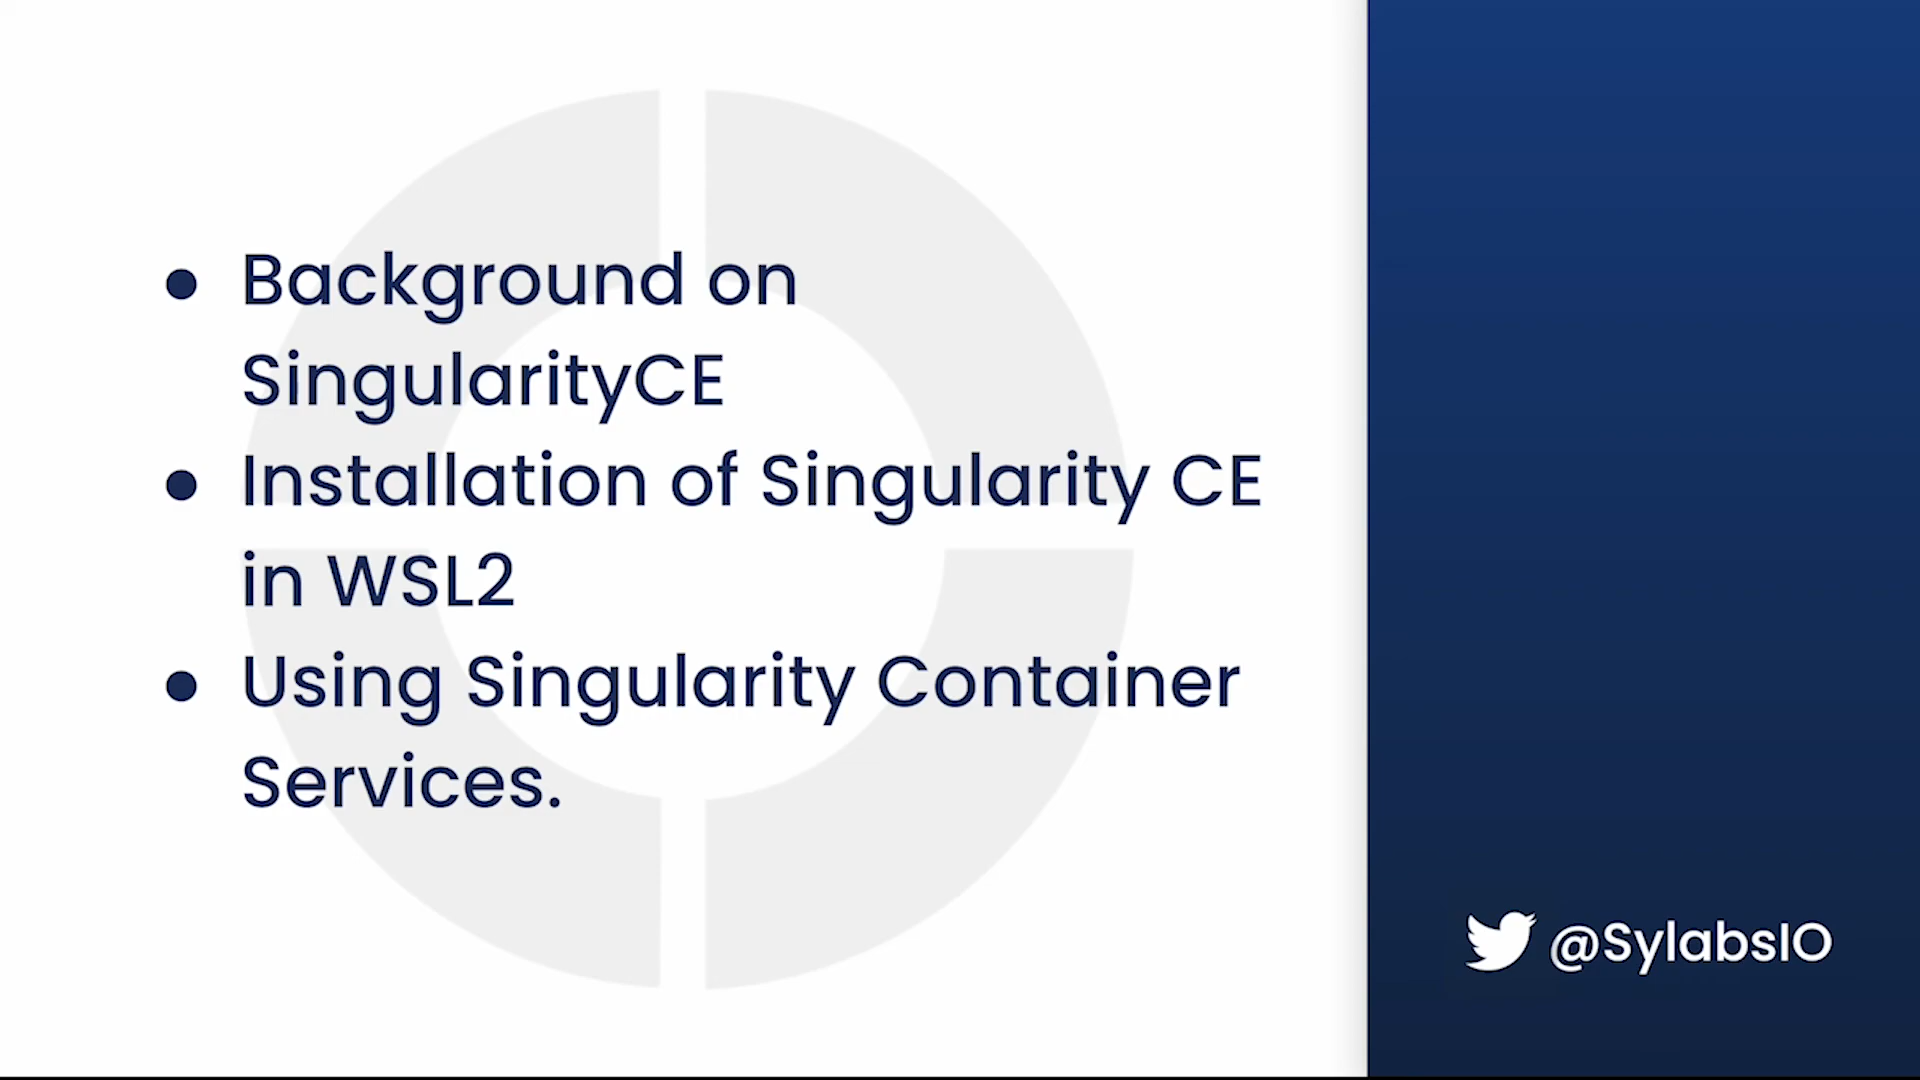 ● Background on
SingularityCE
● Installation of Singularity CE
in WSL2
● Using Singularity Container
Services.
@SylabsIO